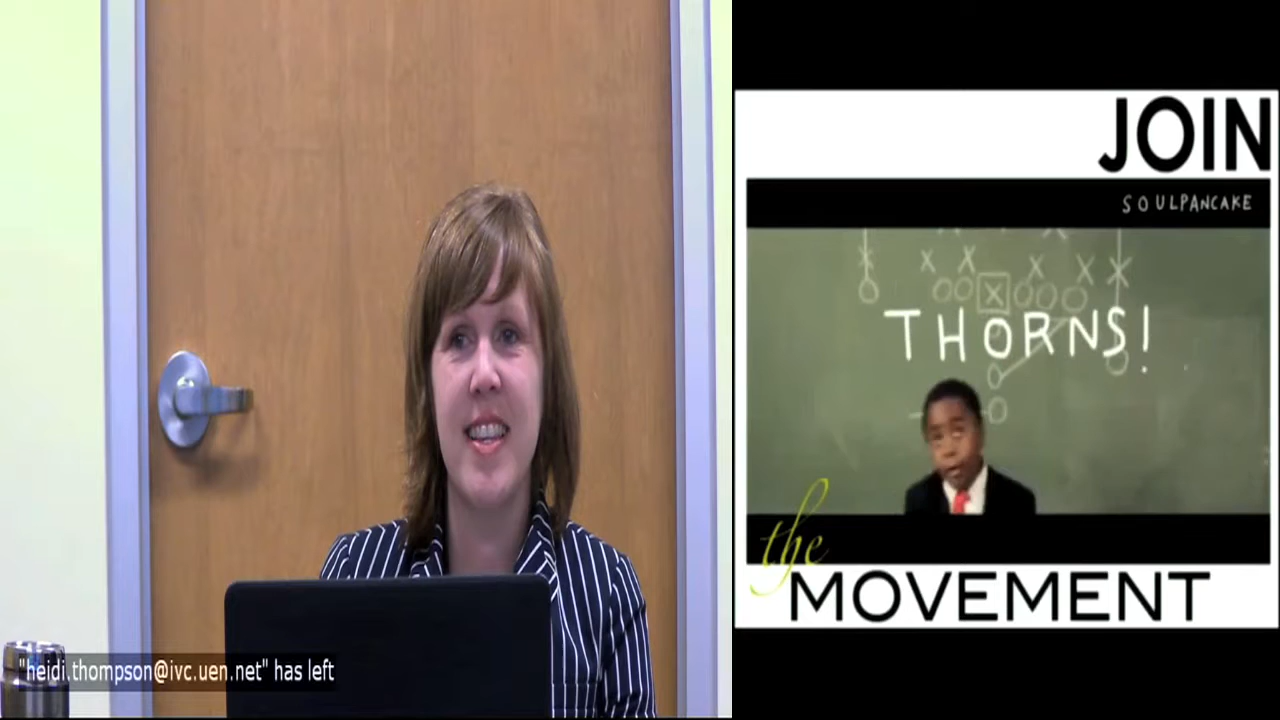 "heidi.thompson@ivc.uen.net" has left
JOIN
SOULPANCAKE
THORNS!
the
MOVEMENT